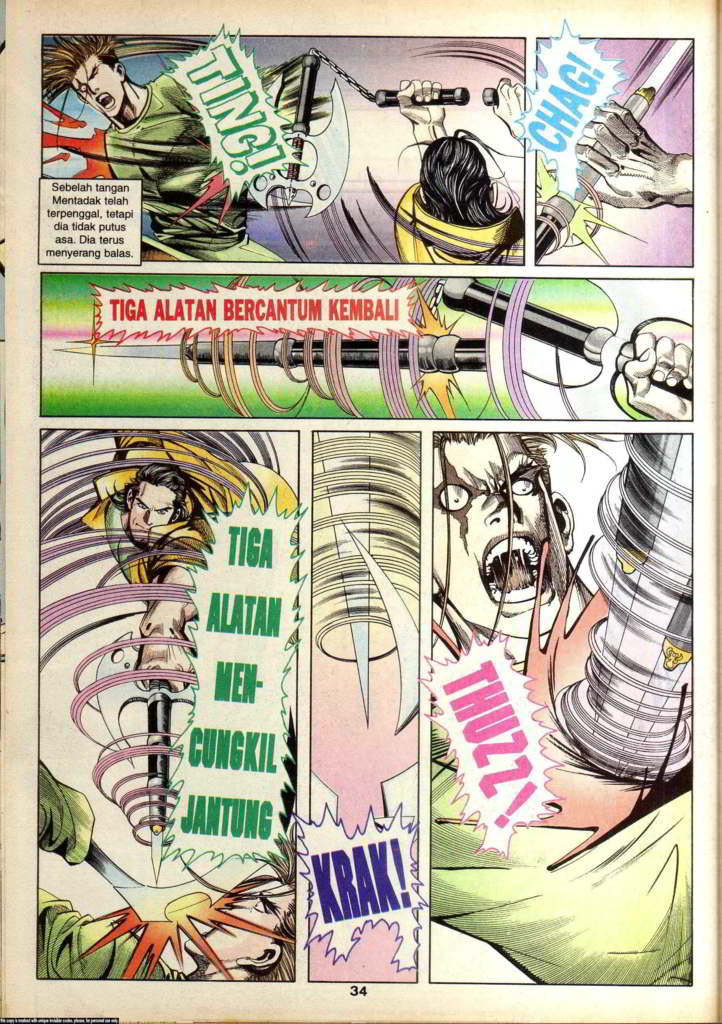 TING!
CHAG!
Sebelah tangan
Mentadak telah
terpenggal, tetapi
dia tidak putus
asa. Dia terus
menyerang balas.
TIGA ALATAN BERCANTUM KEMBALI
TIGA
ALATAN
MEN-
CUNGKIL
JANTUNG
KRAK!
THUZZ!
34